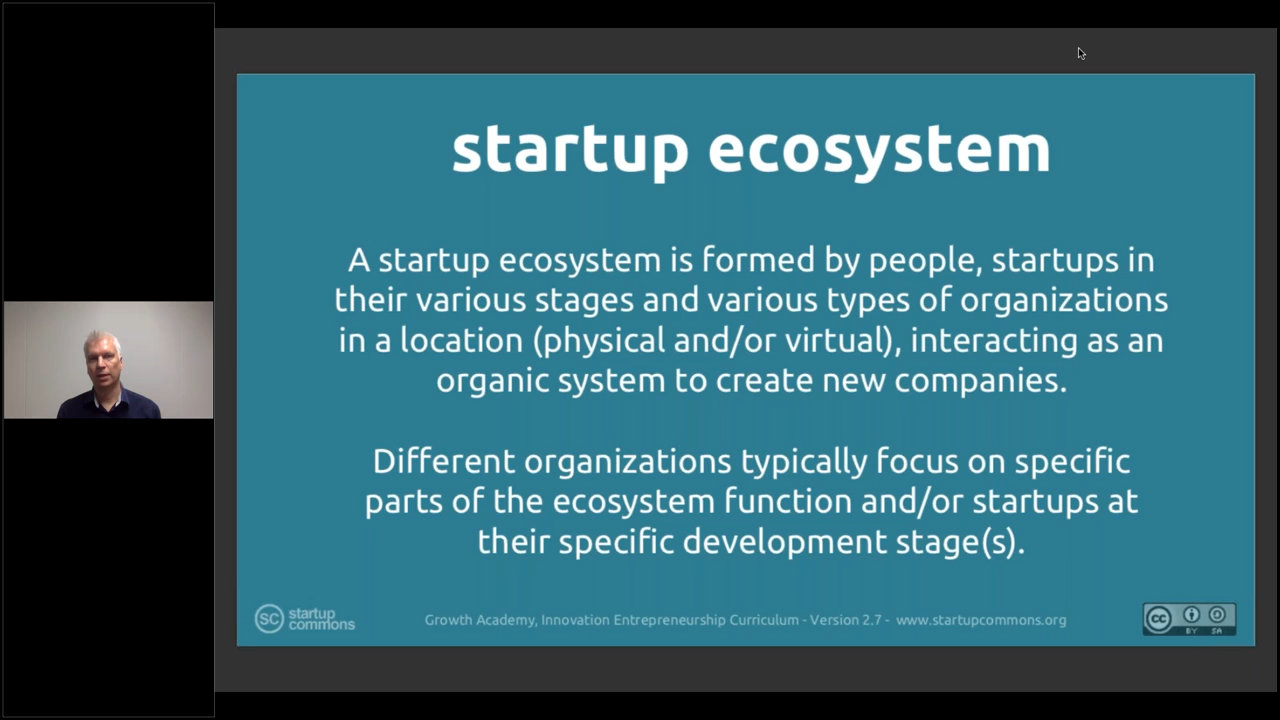 startup ecosystem
A startup ecosystem is formed by people, startups in
their various stages and various types of organizations
in a location (physical and/or virtual), interacting as an
organic system to create new companies.
Different organizations typically focus on specific
parts of the ecosystem function and/or startups at
their specific development stage(s).
SC startup
commons
Growth Academy, Innovation Entrepreneurship Curriculum - Version 2.7 - www.startupcommons.org
cc
BY SA